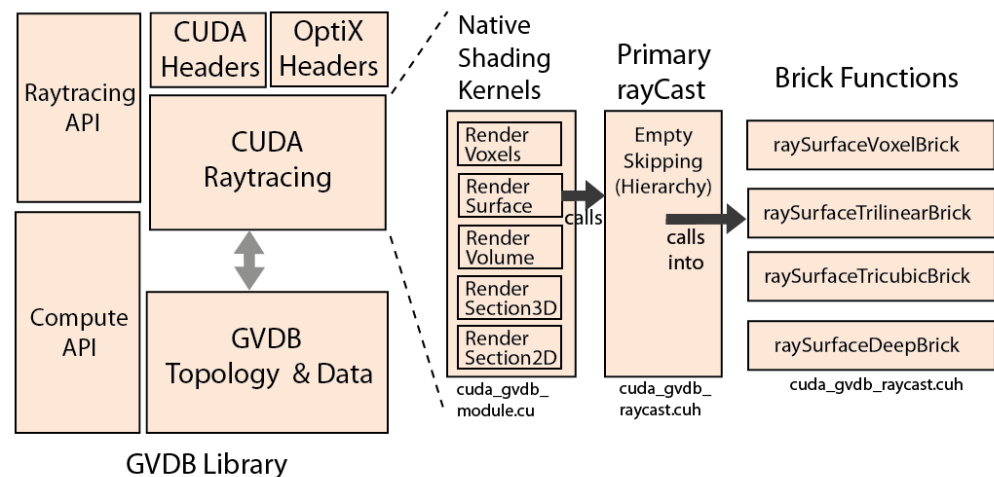 Raytracing
API
CUDA
Headers
OptiX
Headers
CUDA
Raytracing
Compute
API
GVDB
Topology & Data
GVDB Library
Native
Shading
Kernels
Render
Voxels
Render
Surface
Render
Volume
Render
Section3D
Render
Section2D
cuda_gvdb_
module.cu
calls
Primary
rayCast
Empty
Skipping
(Hierarchy)
calls
into
cuda_gvdb_
raycast.cuh
Brick Functions
raySurfaceVoxelBrick
raySurfaceTrilinearBrick
raySurfaceTricubicBrick
raySurfaceDeepBrick
cuda_gvdb_raycast.cuh